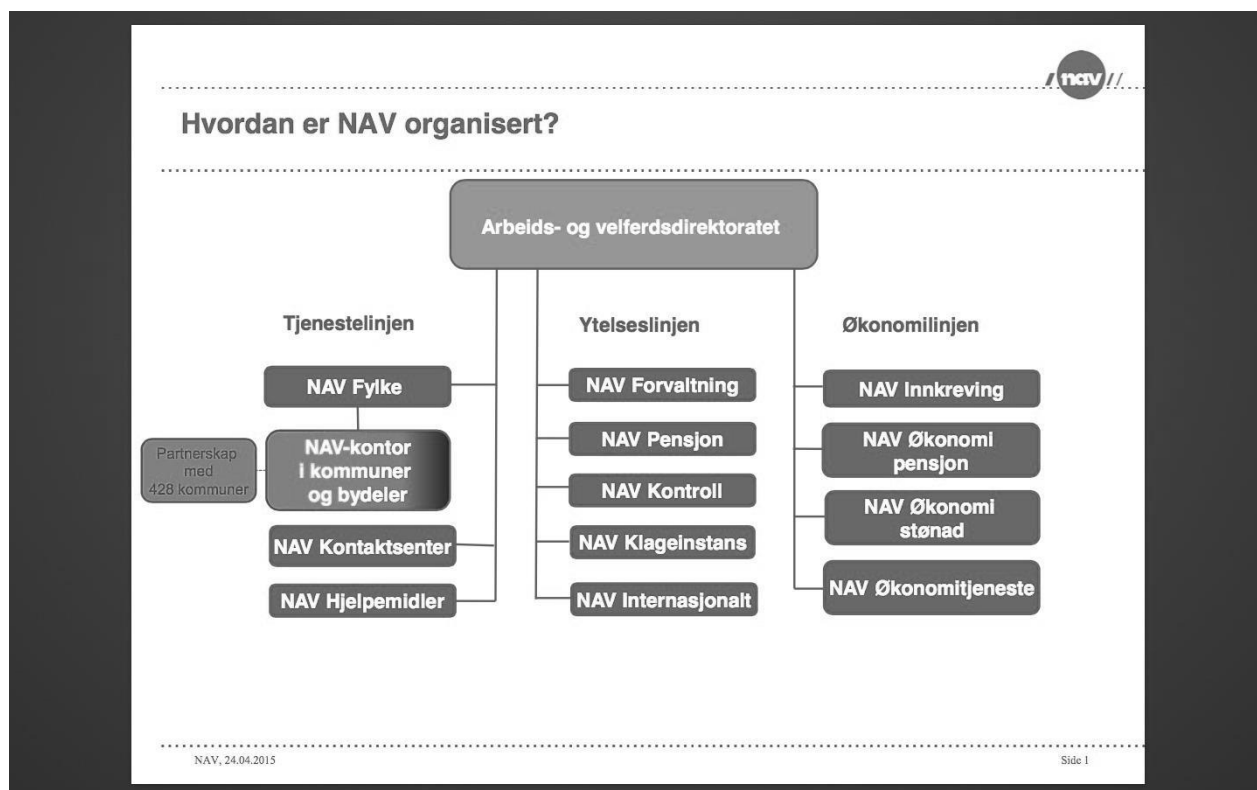 nav
Hvordan er NAV organisert?
Arbeids- og velferdsdirektoratet
Tjenestelinjen
NAV Fylke
Partnerskap
med
428 kommuner
NAV-kontor
i kommuner
og bydeler
NAV Kontaktsenter
NAV Hjelpemidler
Ytelseslinjen
NAV Forvaltning
NAV Pensjon
NAV Kontroll
NAV Klageinstans
NAV Internasjonalt
Økonomilinjen
NAV Innkreving
NAV Økonomi
pensjon
NAV Økonomi
stønad
NAV Økonomitjeneste
NAV, 24.04.2015
Side 1